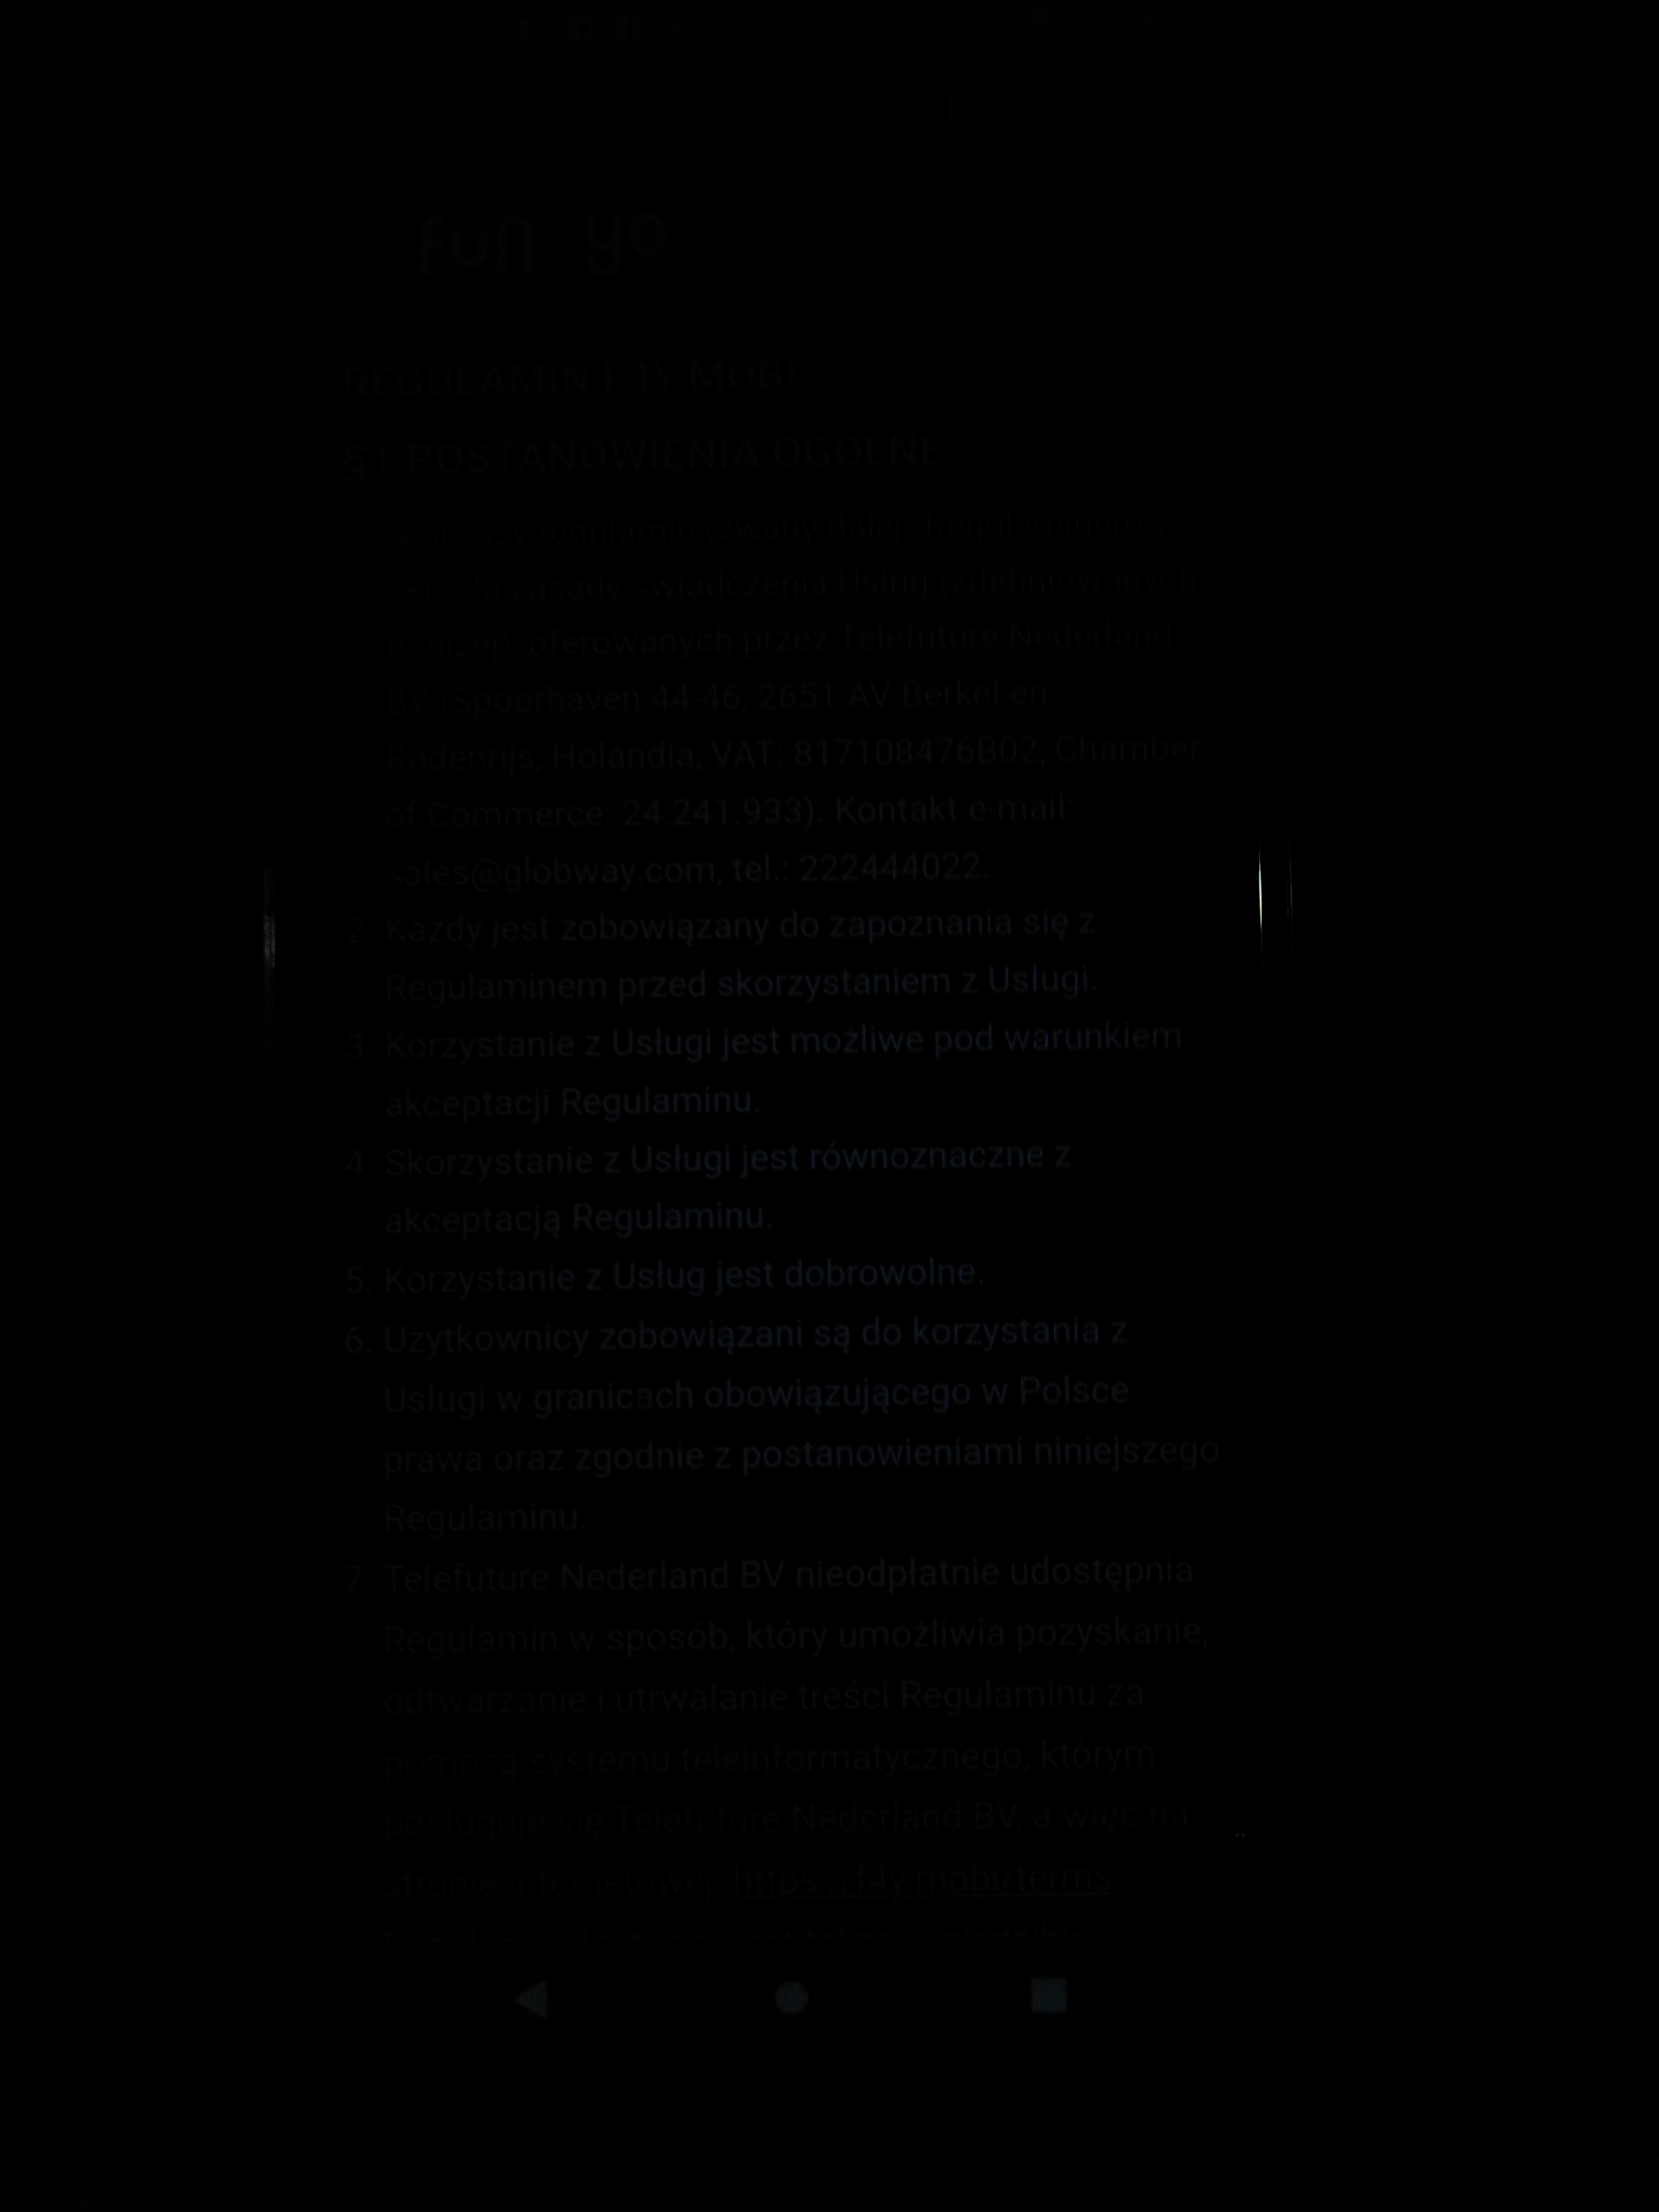 fun yo
REGULAMIN F4Y MOBI
§1 POSTANOWIENIA OGÓLNE
1. Niniejszy regulamin (zwany dalej „Regulaminem”)
określa zasady świadczenia Usług (zdefiniowanych
poniżej), oferowanych przez Telefuture Nederland
BV (Spoorhaven 44-46, 2651 AV Berkel en
Rodenrijs, Holandia, VAT: 817108476B02, Chamber
of Commerce: 24.241.933). Kontakt e-mail:
sales@globway.com, tel.: 222444022.
2. Każdy jest zobowiązany do zapoznania się z
Regulaminem przed skorzystaniem z Usługi.
3. Korzystanie z Usługi jest możliwe pod warunkiem
akceptacji Regulaminu.
4. Skorzystanie z Usługi jest równoznaczne z
akceptacją Regulaminu.
5. Korzystanie z Usług jest dobrowolne.
6. Użytkownicy zobowiązani są do korzystania z
Usługi w granicach obowiązującego w Polsce
prawa oraz zgodnie z postanowieniami niniejszego
Regulaminu.
7. Telefuture Nederland BV nieodpłatnie udostępnia
Regulamin w sposób, który umożliwia pozyskanie,
odtwarzanie i utrwalanie treści Regulaminu za
pomocą systemu teleinformatycznego, którym
posługuje się Telefuture Nederland BV, a więc na
stronie internetowej: https://f4y.mobi/terms